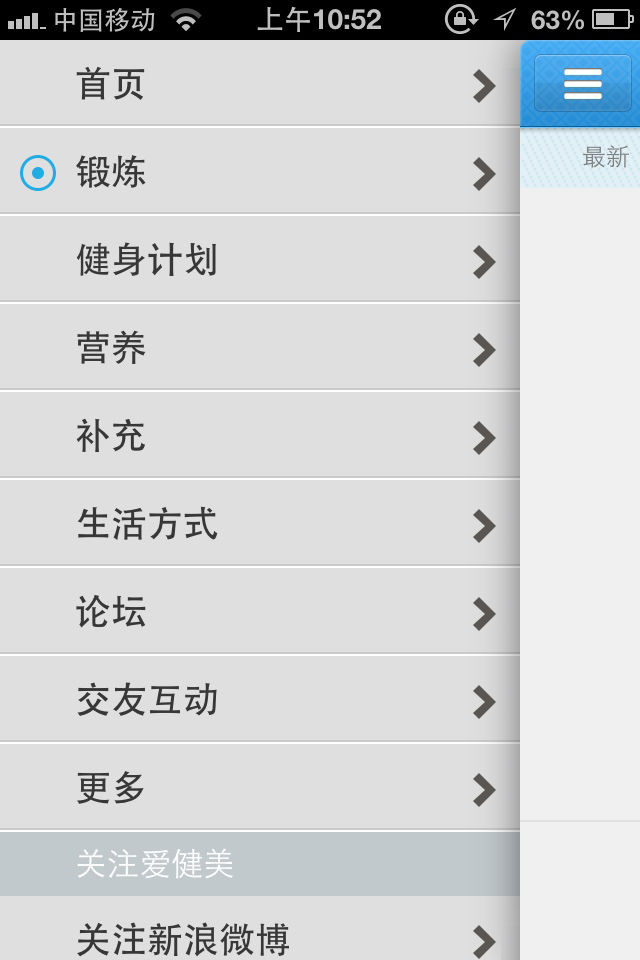 中国移动 上午10:52 63%
首页
最新
锻炼
健身计划
营养
补充
生活方式
论坛
交友互动
更多
关注爱健美
关注新浪微博